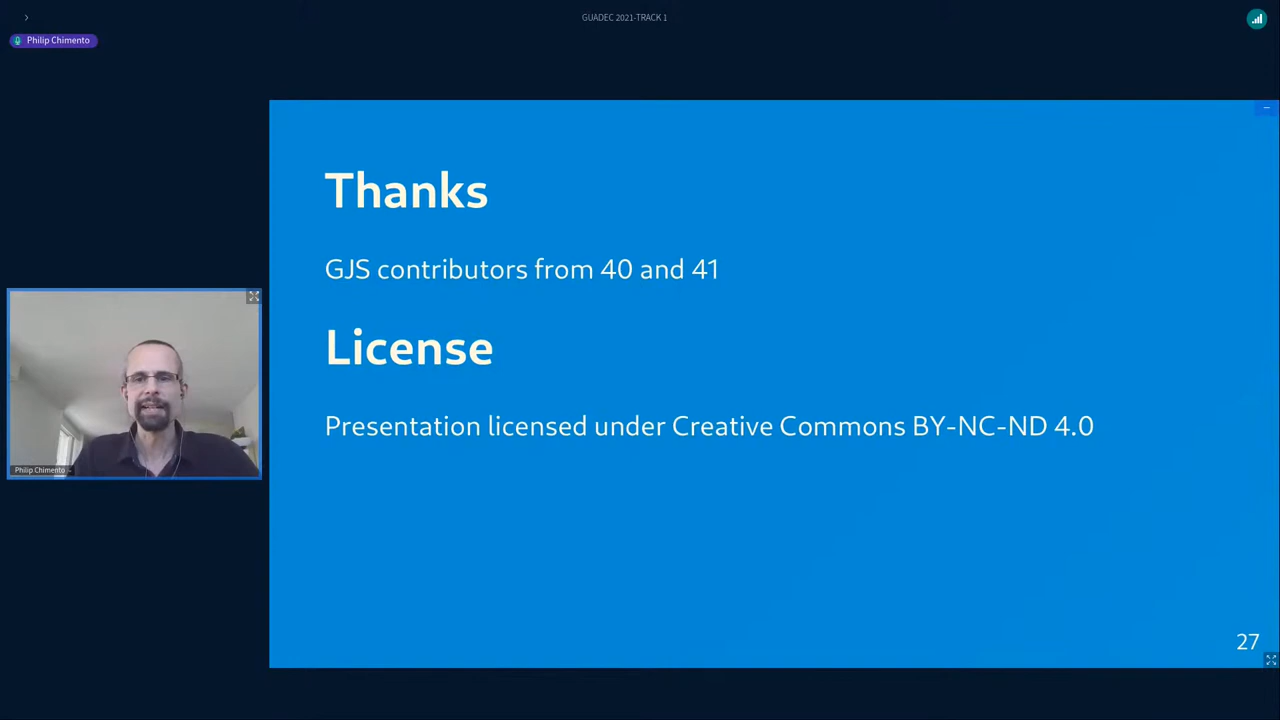 GUADEC 2021-TRACK 1
Philip Chimento
Thanks
GJS contributors from 40 and 41
License
Presentation licensed under Creative Commons BY-NC-ND 4.0
Philip Chimento
27